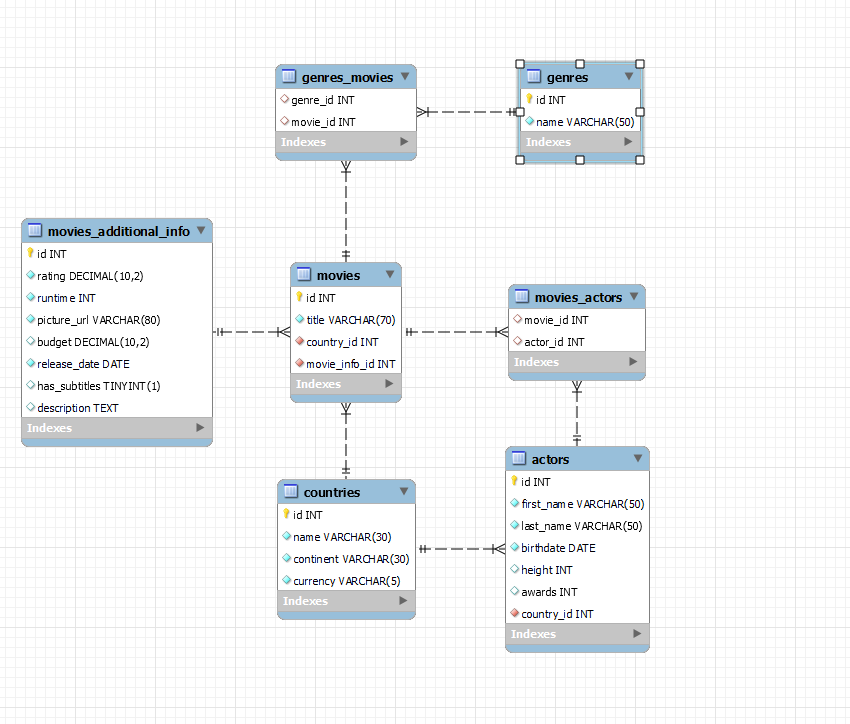 genres_movies
genre_id INT
movie_id INT
Indexes
genres
id INT
name VARCHAR(50)
Indexes
movies_additional_info
id INT
rating DECIMAL(10,2)
runtime INT
picture_url VARCHAR(80)
budget DECIMAL(10,2)
release_date DATE
has_subtitles TINYINT(1)
description TEXT
Indexes
movies
id INT
title VARCHAR(70)
country_id INT
movie_info_id INT
Indexes
movies_actors
movie_id INT
actor_id INT
Indexes
countries
id INT
name VARCHAR(30)
continent VARCHAR(30)
currency VARCHAR(5)
Indexes
actors
id INT
first_name VARCHAR(50)
last_name VARCHAR(50)
birthdate DATE
height INT
awards INT
country_id INT
Indexes